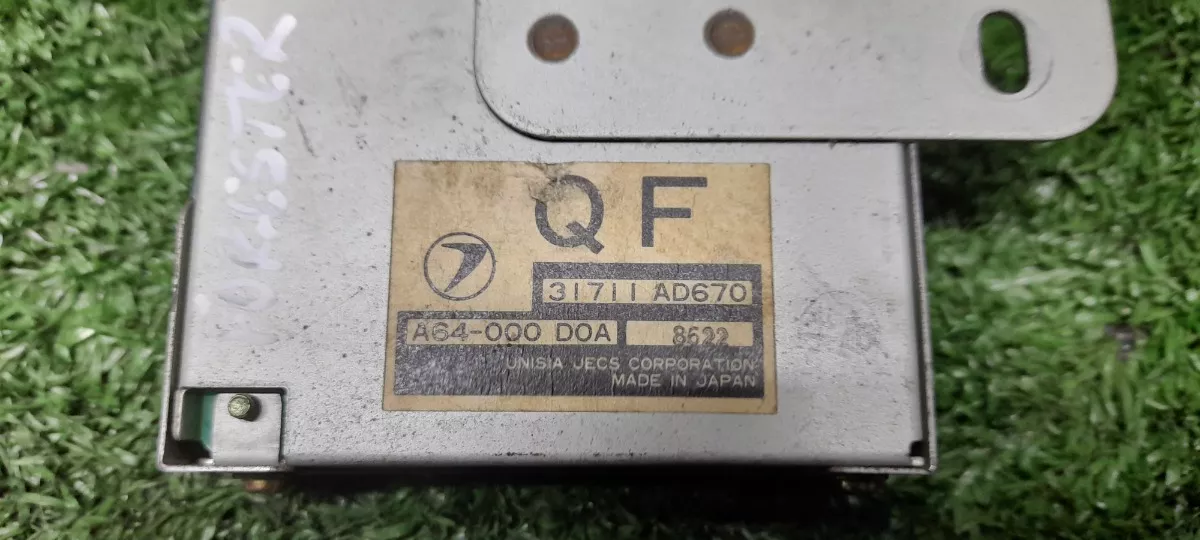 QF
31711 AD670
A64-000 D0A 8622
UNISIA JECS CORPORATION
MADE IN JAPAN